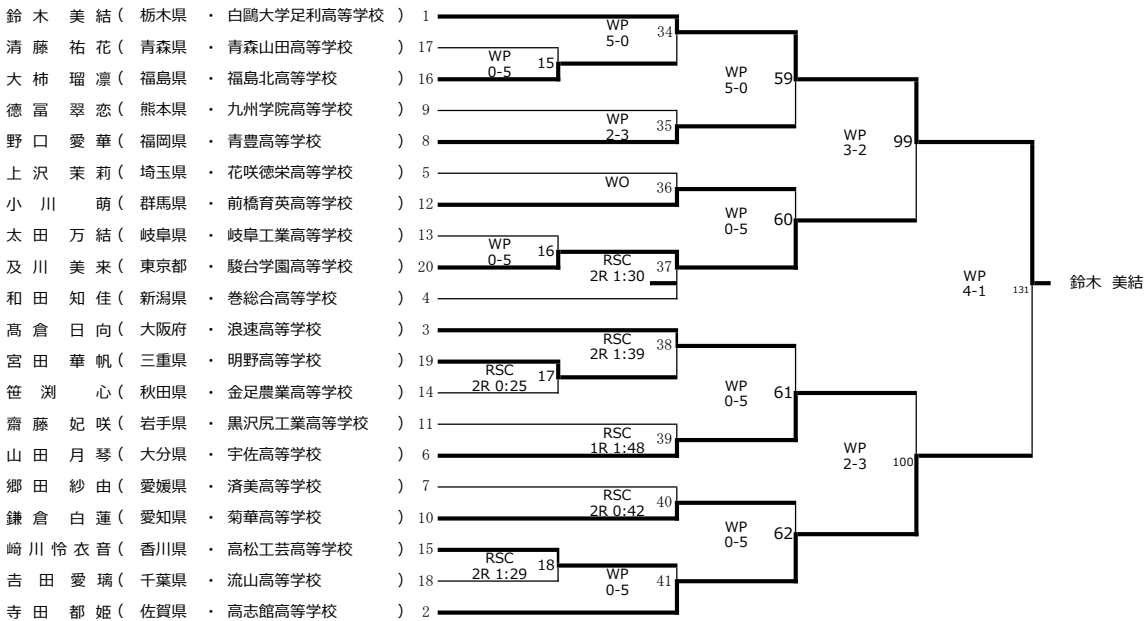 鈴木美結( 栃木県 ・ 白鷗大学足利高等学校 ) 1
清藤祐花( 青森県 ・ 青森山田高等学校 ) 17
大柿瑠凛( 福島県 ・ 福島北高等学校 ) 16
德冨翠恋( 熊本県 ・ 九州学院高等学校 ) 9
野口愛華( 福岡県 ・ 青豊高等学校 ) 8
上沢茉莉( 埼玉県 ・ 花咲徳栄高等学校 ) 5
小川萌( 群馬県 ・ 前橋育英高等学校 ) 12
太田万結( 岐阜県 ・ 岐阜工業高等学校 ) 13
及川美来( 東京都 ・ 駿台学園高等学校 ) 20
和田知佳( 新潟県 ・ 巻総合高等学校 ) 4
髙倉日向( 大阪府 ・ 浪速高等学校 ) 3
宮田華帆( 三重県 ・ 明野高等学校 ) 19
笹渕心( 秋田県 ・ 金足農業高等学校 ) 14
齋藤妃咲( 岩手県 ・ 黒沢尻工業高等学校 ) 11
山田月琴( 大分県 ・ 宇佐高等学校 ) 6
郷田紗由( 愛媛県 ・ 済美高等学校 ) 7
鎌倉白蓮( 愛知県 ・ 菊華高等学校 ) 10
﨑川怜衣音( 香川県 ・ 高松工芸高等学校 ) 15
𠮷田愛璃( 千葉県 ・ 流山高等学校 ) 18
寺田都姫( 佐賀県 ・ 高志館高等学校 ) 2
WP
0-5
15
WP
0-5
16
RSC
2R 0:25
17
RSC
2R 1:29
18
WP
5-0
34
WP
2-3
35
WO
36
RSC
2R 1:30
37
RSC
2R 1:39
38
RSC
1R 1:48
39
RSC
2R 0:42
40
WP
0-5
41
WP
5-0
59
WP
0-5
60
WP
0-5
61
WP
0-5
62
WP
3-2
99
WP
2-3
100
WP
4-1
131
鈴木 美結